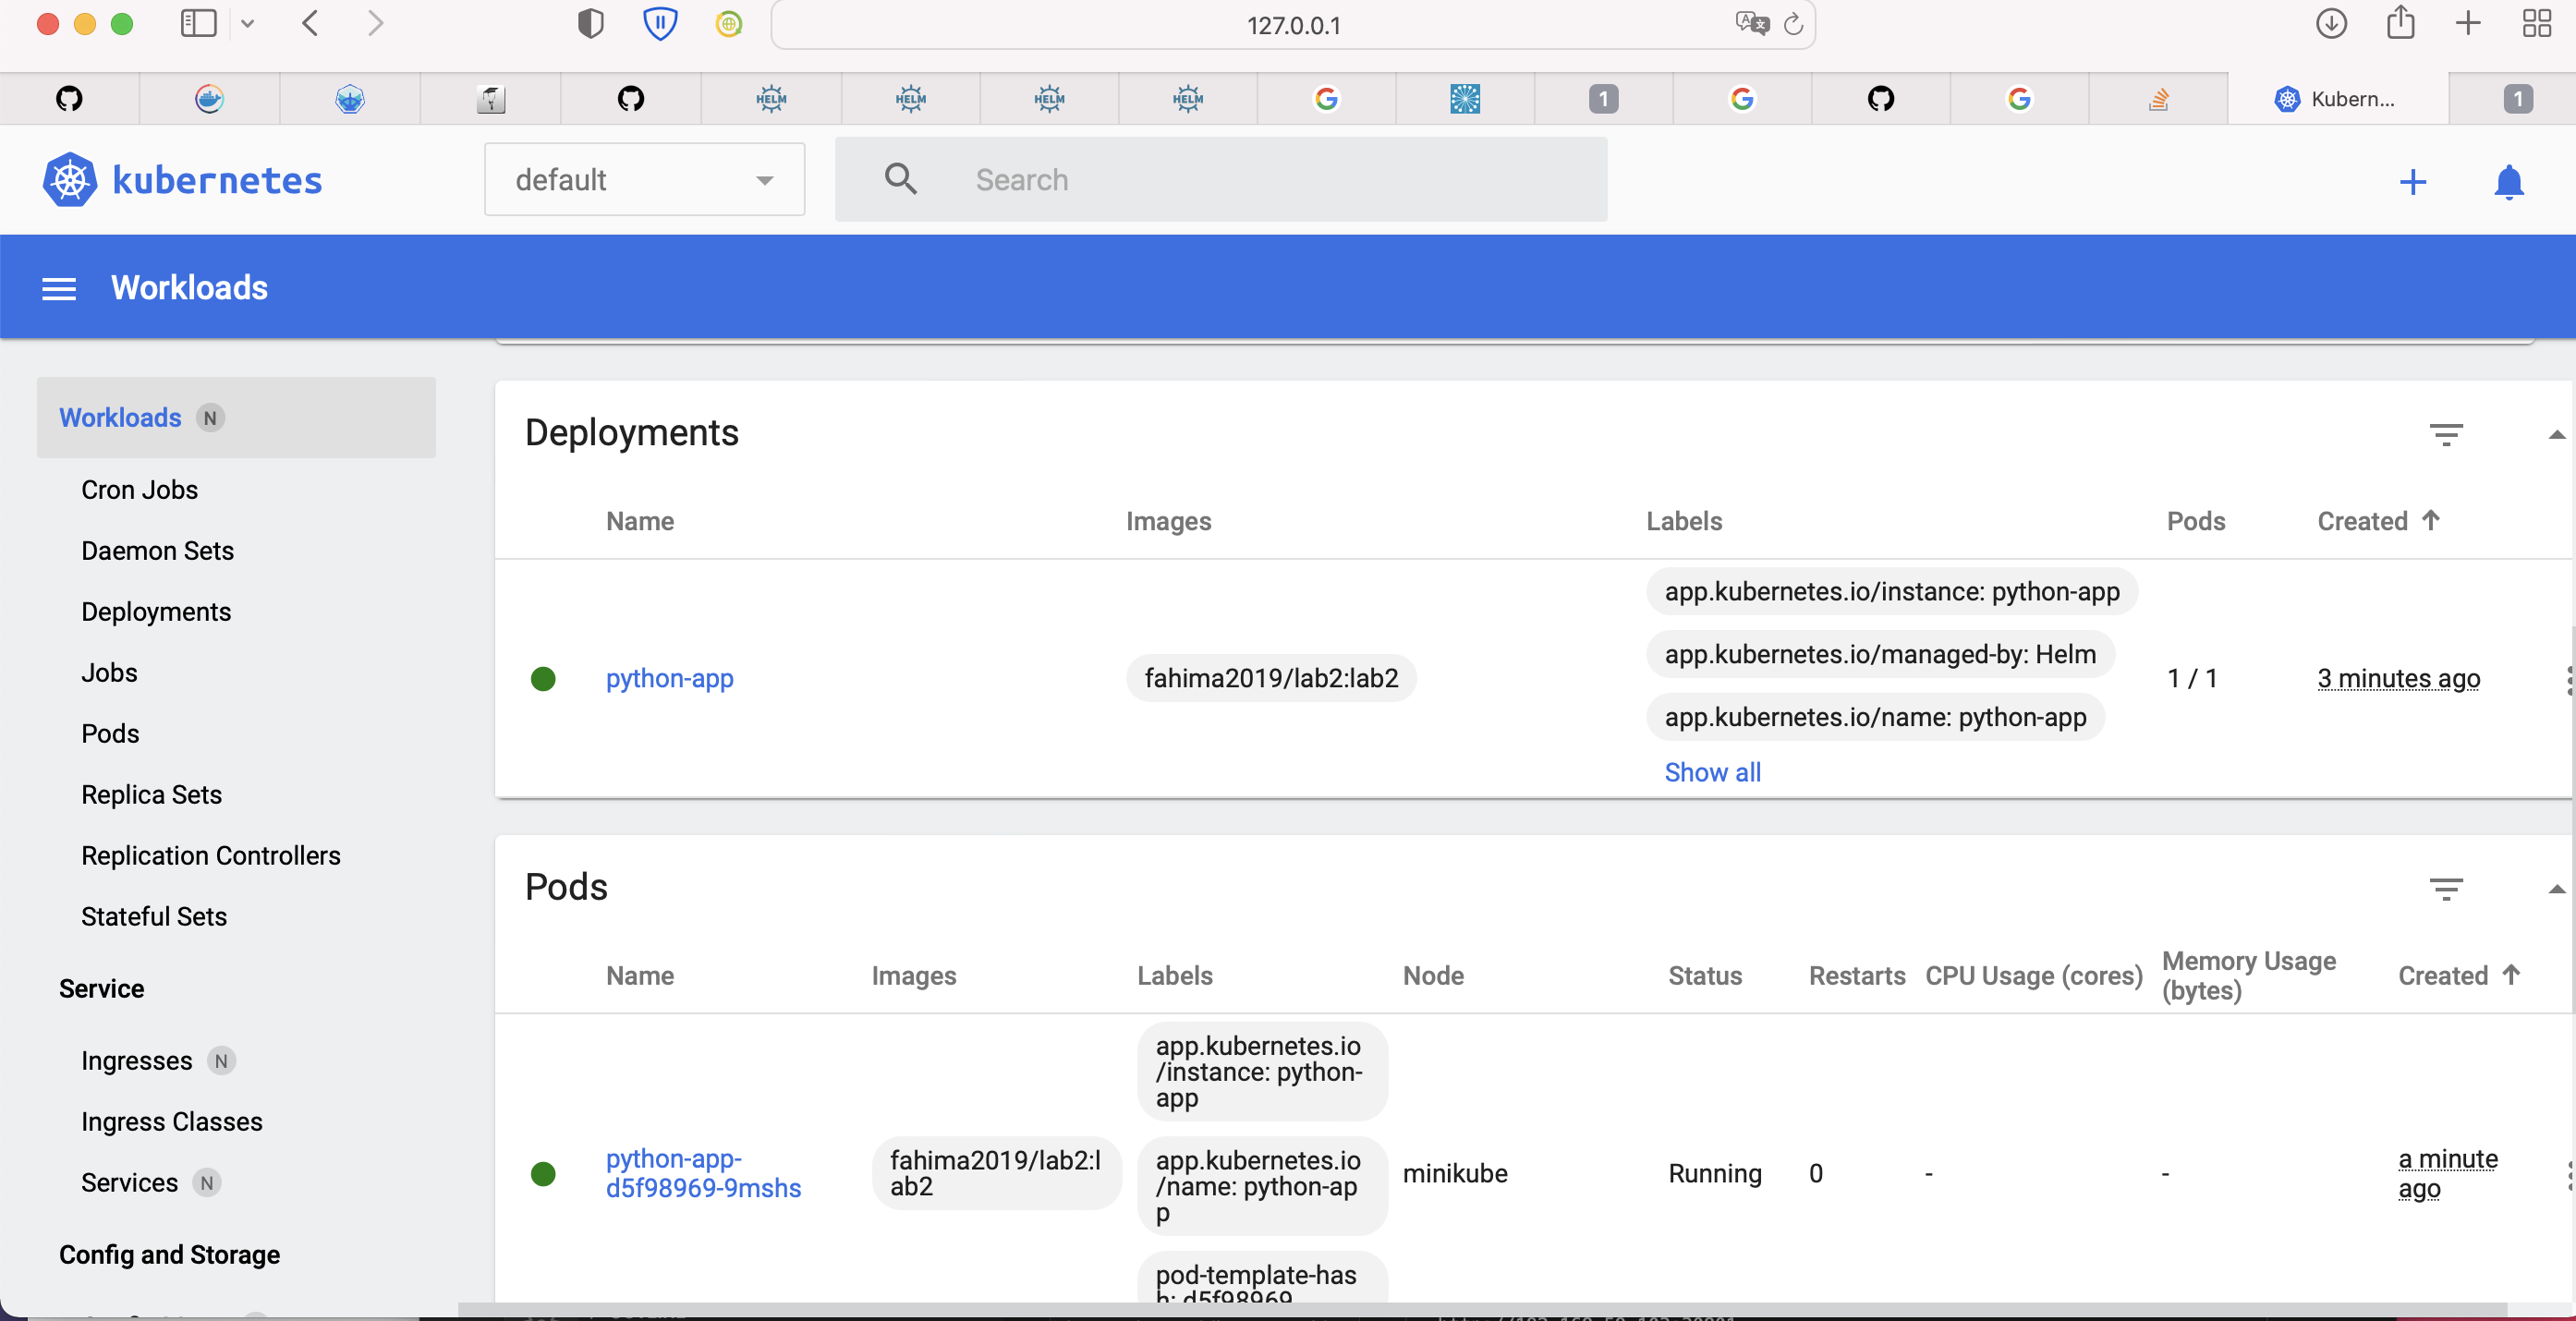 127.0.0.1
HELM
HELM
HELM
HELM
1
Kubern...
1
kubernetes
default
Search
Workloads
Workloads N
Cron Jobs
Daemon Sets
Deployments
Jobs
Pods
Replica Sets
Replication Controllers
Stateful Sets
Service
Ingresses N
Ingress Classes
Services N
Config and Storage
Deployments
Name Images Labels Pods Created
python-app
fahima2019/lab2:lab2
app.kubernetes.io/instance: python-app
app.kubernetes.io/managed-by: Helm
app.kubernetes.io/name: python-app
Show all
1 / 1
3 minutes ago
Pods
Name Images Labels Node Status Restarts CPU Usage (cores) Memory Usage
(bytes) Created
python-app-
d5f98969-9mshs
fahima2019/lab2:l
ab2
app.kubernetes.io
/instance: python-
app
app.kubernetes.io
/name: python-ap
p
pod-template-has
h: d5f98969
minikube
Running
0
-
-
a minute
ago